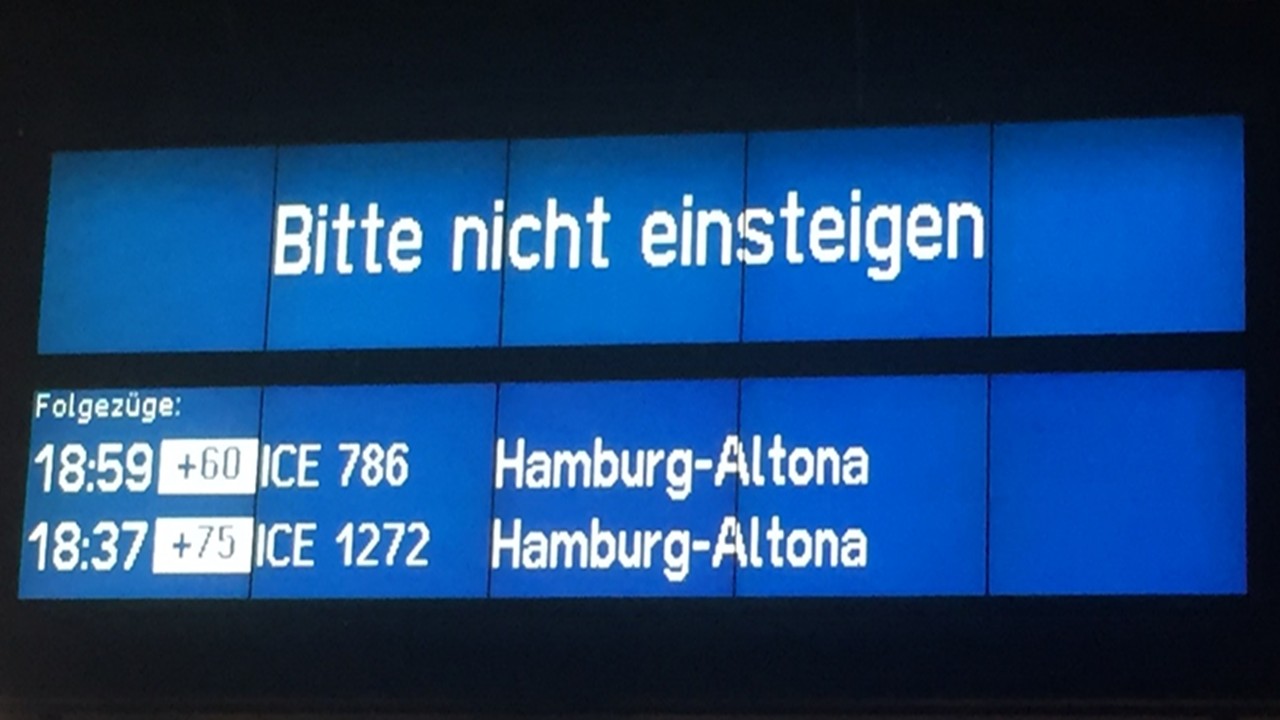 Bitte nicht einsteigen
Folgezüge:
18:59 +60 ICE 786 Hamburg-Altona
18:37 +75 ICE 1272 Hamburg-Altona